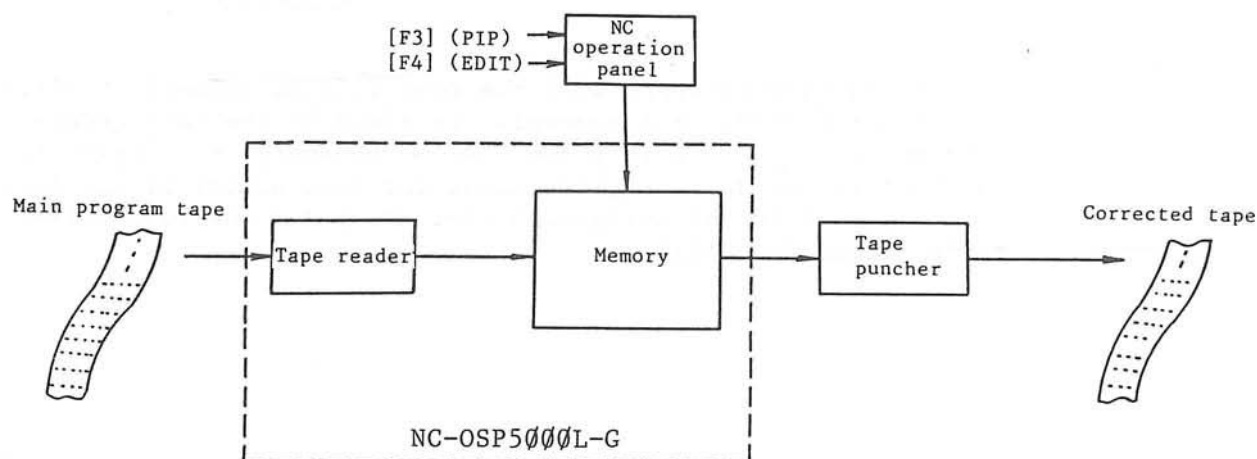 [F3] (PIP)
[F4] (EDIT)
NC
operation
panel
Main program tape
Tape reader
Memory
Tape
puncher
Corrected tape
NC-OSP5ØØØL-G